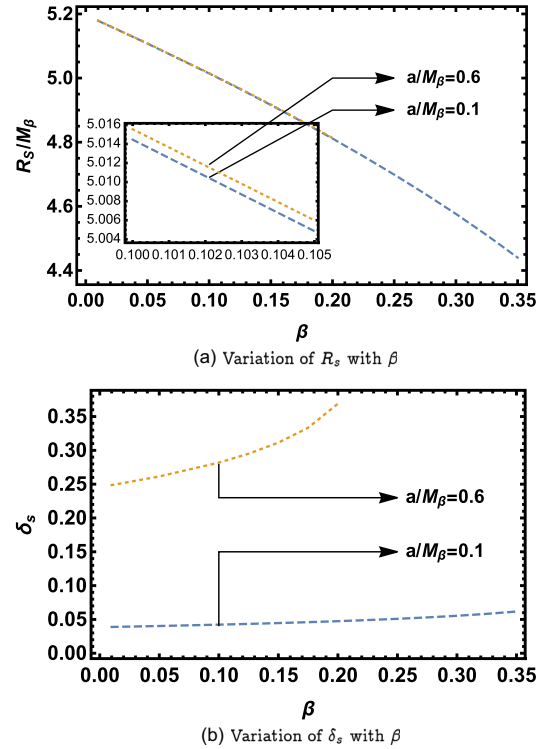 5.2
5.0
4.8
4.6
4.4
R_S/M_β
a/M_β=0.6
a/M_β=0.1
5.016
5.014
5.012
5.010
5.008
5.006
5.004
0.100 0.101 0.102 0.103 0.104 0.105
0.00 0.05 0.10 0.15 0.20 0.25 0.30 0.35
β
(a) Variation of R_s with β
0.35
0.30
0.25
0.20
0.15
0.10
0.05
0.00
δ_s
a/M_β=0.6
a/M_β=0.1
0.00 0.05 0.10 0.15 0.20 0.25 0.30 0.35
β
(b) Variation of δ_s with β